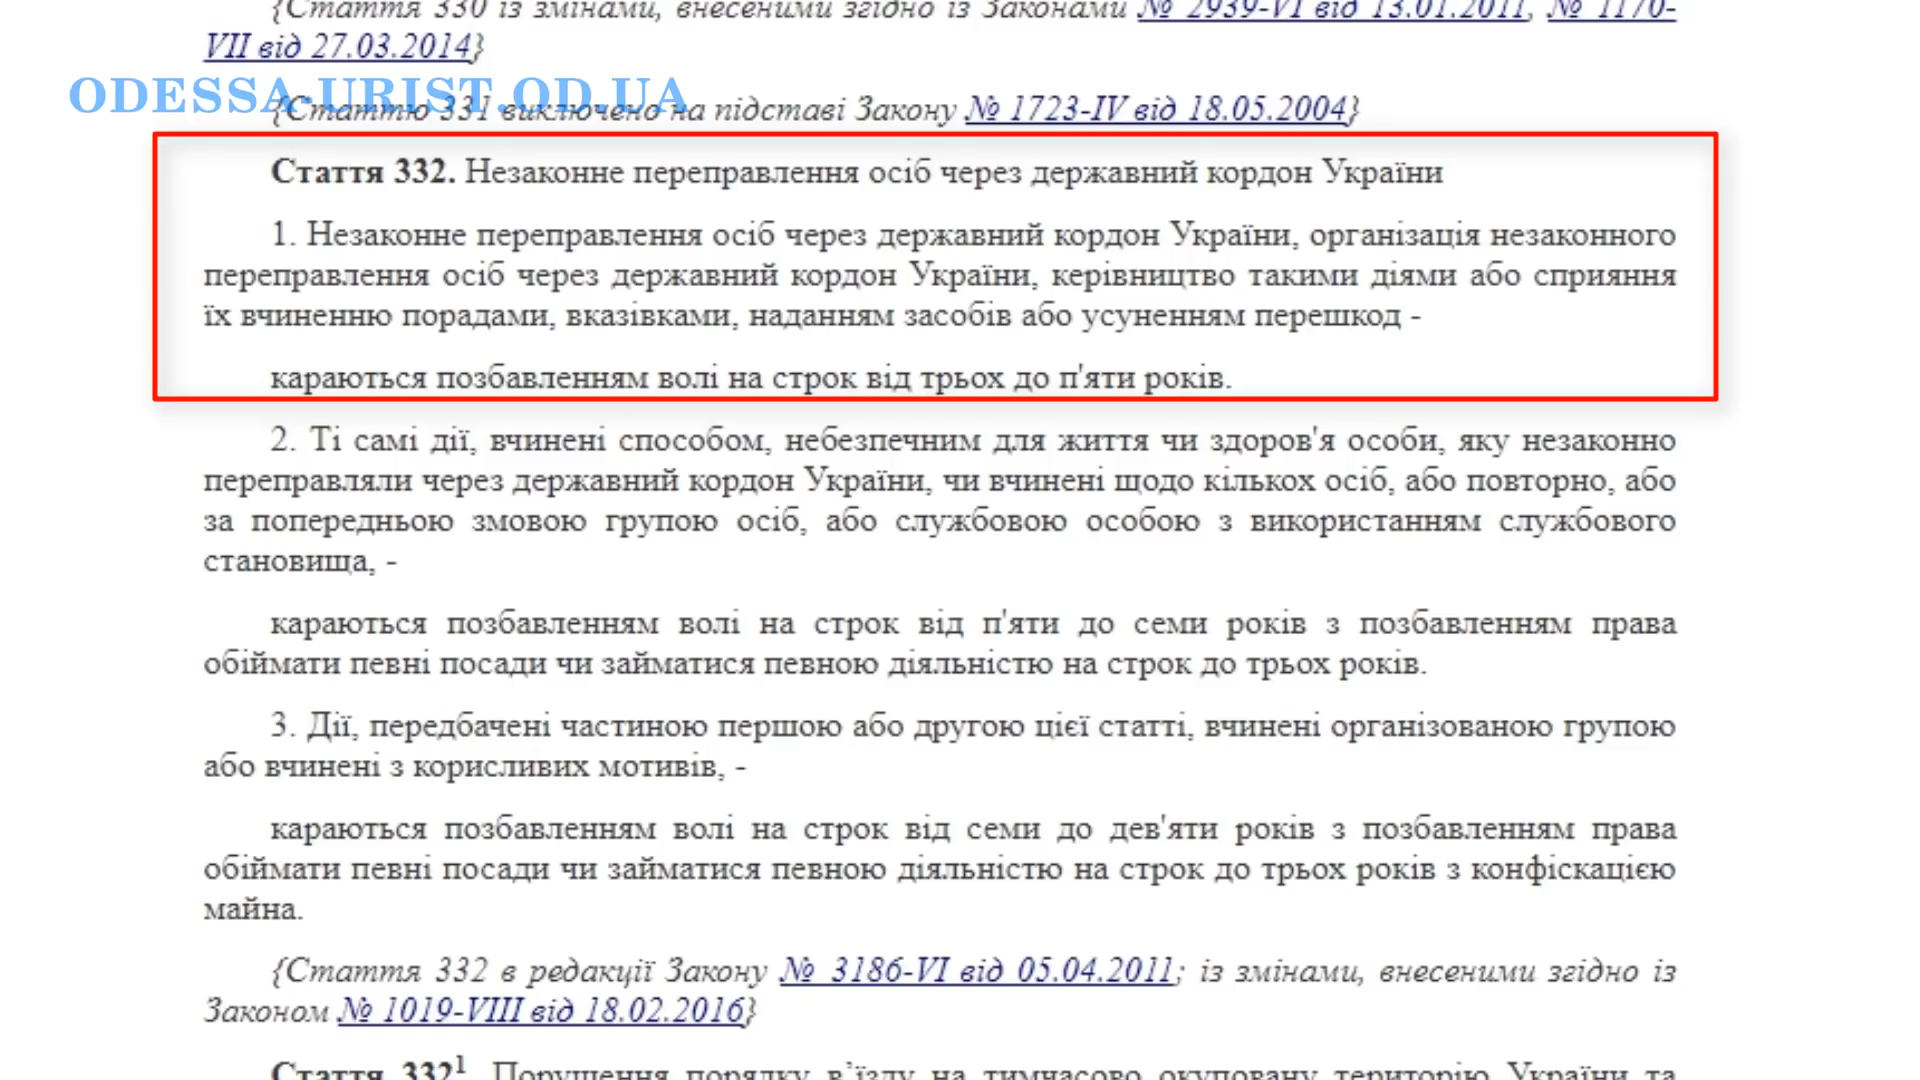 {Стаття 330 із змінами, внесеними згідно із Законами № 2939-VI від 13.01.2011, № 1170-
VII від 27.03.2014}
ODESSA-URIST.OD.UA
{Статтю 331 виключено на підставі Закону № 1723-IV від 18.05.2004}
Стаття 332. Незаконне переправлення осіб через державний кордон України
1. Незаконне переправлення осіб через державний кордон України, організація незаконного
переправлення осіб через державний кордон України, керівництво такими діями або сприяння
їх вчиненню порадами, вказівками, наданням засобів або усуненням перешкод -
караються позбавленням волі на строк від трьох до п'яти років.
2. Ті самі дії, вчинені способом, небезпечним для життя чи здоров'я особи, яку незаконно
переправляли через державний кордон України, чи вчинені щодо кількох осіб, або повторно, або
за попередньою змовою групою осіб, або службовою особою з використанням службового
становища, -
караються позбавленням волі на строк від п'яти до семи років з позбавленням права
обіймати певні посади чи займатися певною діяльністю на строк до трьох років.
3. Дії, передбачені частиною першою або другою цієї статті, вчинені організованою групою
або вчинені з корисливих мотивів, -
караються позбавленням волі на строк від семи до дев'яти років з позбавленням права
обіймати певні посади чи займатися певною діяльністю на строк до трьох років з конфіскацією
майна.
{Стаття 332 в редакції Закону № 3186-VI від 05.04.2011; із змінами, внесеними згідно із
Законом № 1019-VIII від 18.02.2016}
Стаття 332¹. Порушення порядку в’їзду на тимчасово окуповану територію України та